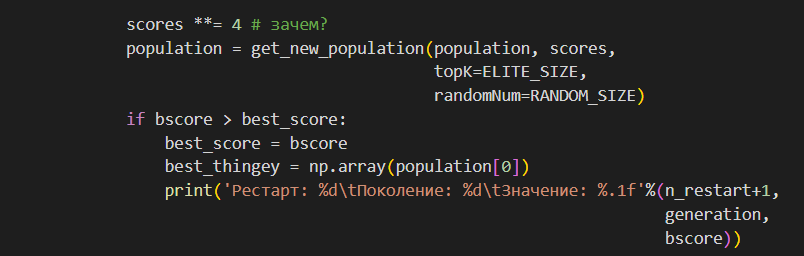 scores **= 4 # зачем?
population = get_new_population(population, scores,
topK=ELITE_SIZE,
randomNum=RANDOM_SIZE)
if bscore > best_score:
best_score = bscore
best_thingey = np.array(population[0])
print('Рестарт: %d\tПоколение: %d\tЗначение: %.1f'%(n_restart+1,
generation,
bscore))